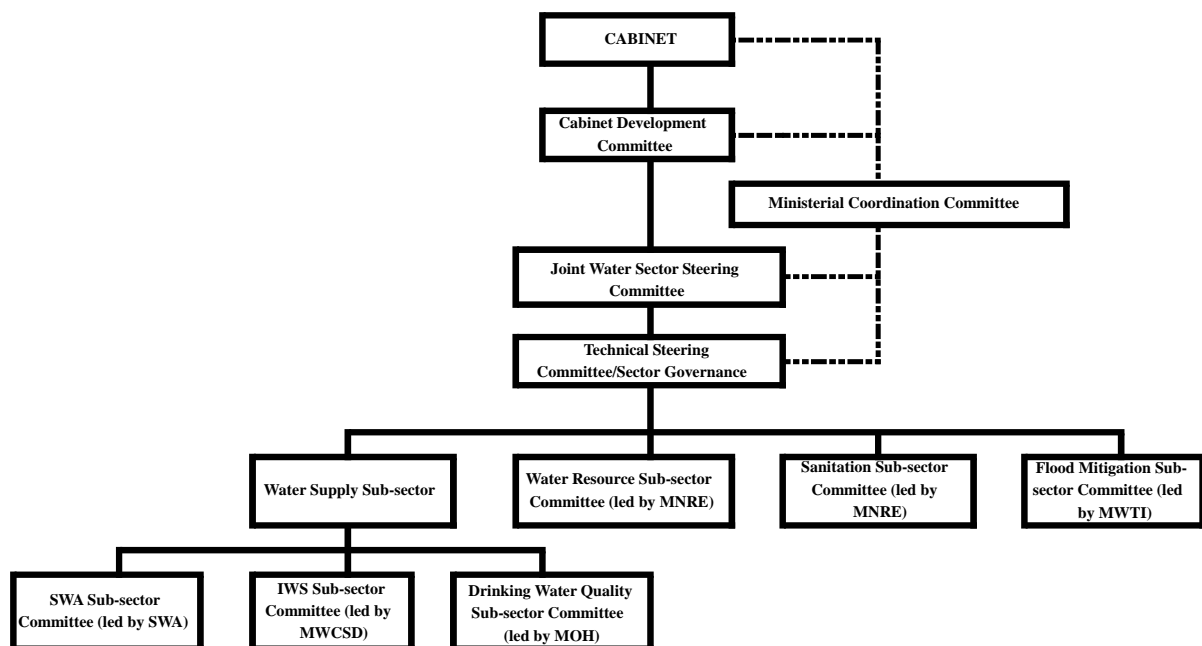 CABINET
Cabinet Development
Committee
Ministerial Coordination Committee
Joint Water Sector Steering
Committee
Technical Steering
Committee/Sector Governance
Water Supply Sub-sector
Water Resource Sub-sector
Committee (led by MNRE)
Sanitation Sub-sector
Committee (led by
MNRE)
Flood Mitigation Sub-
sector Committee (led
by MWTI)
SWA Sub-sector
Committee (led by SWA)
IWS Sub-sector
Committee (led by
MWCSD)
Drinking Water Quality
Sub-sector Committee
(led by MOH)